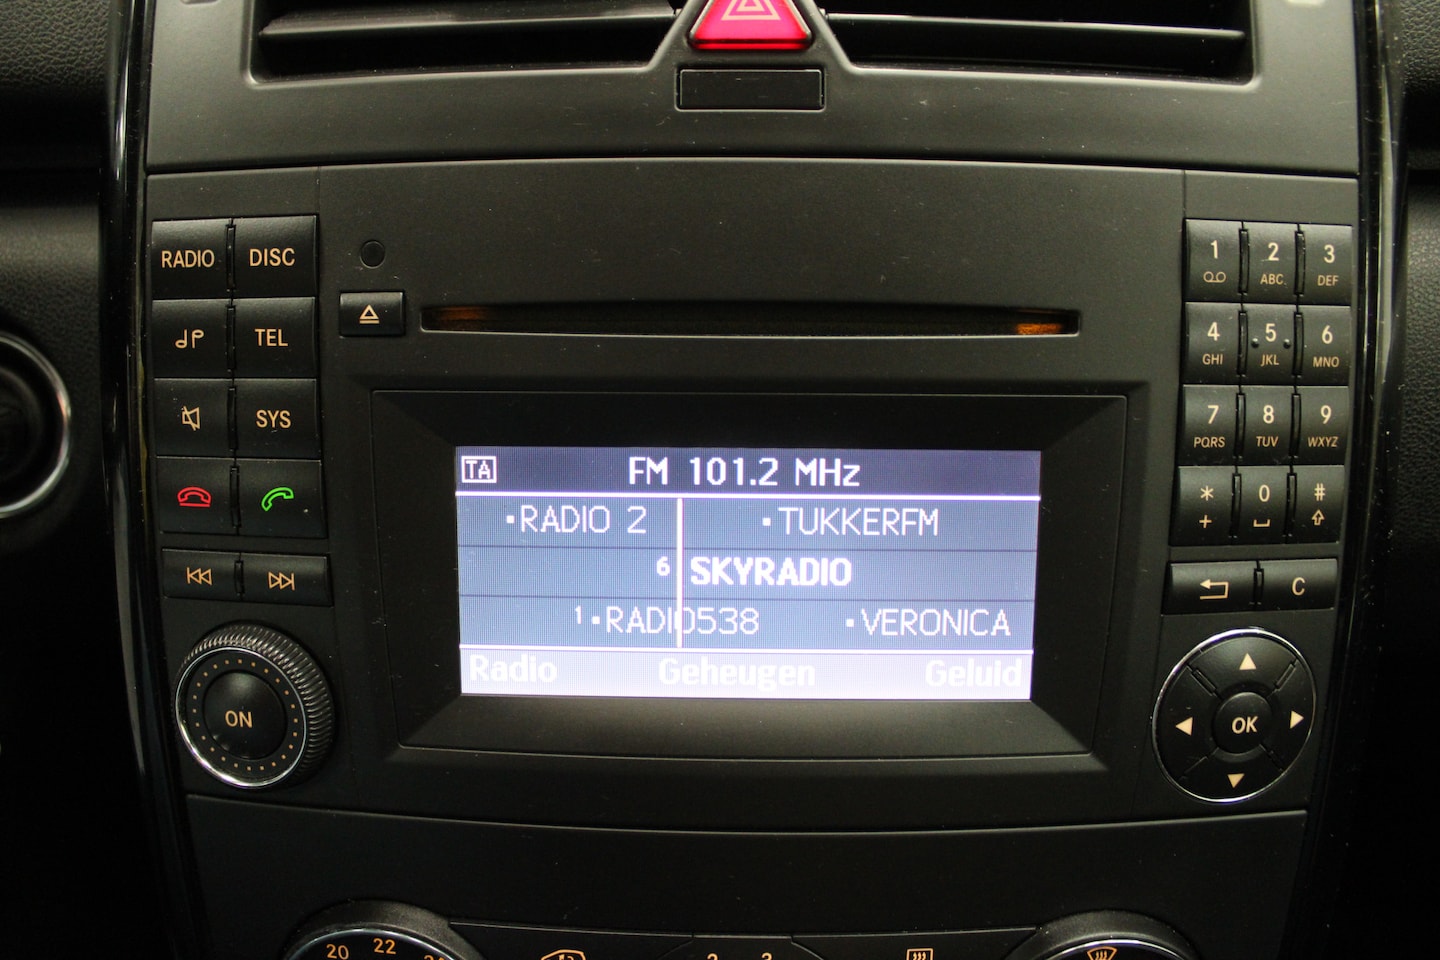 RADIO DISC
TEL
SYS
ON
TA FM 101.2 MHz
·RADIO 2 ·TUKKERFM
6 SKYRADIO
1·RADIO538 ·VERONICA
Radio Geheugen Geluid
1 2 3
ABC DEF
4 5 6
GHI JKL MNO
7 8 9
PQRS TUV WXYZ
* 0 #
+
C
OK
20 22